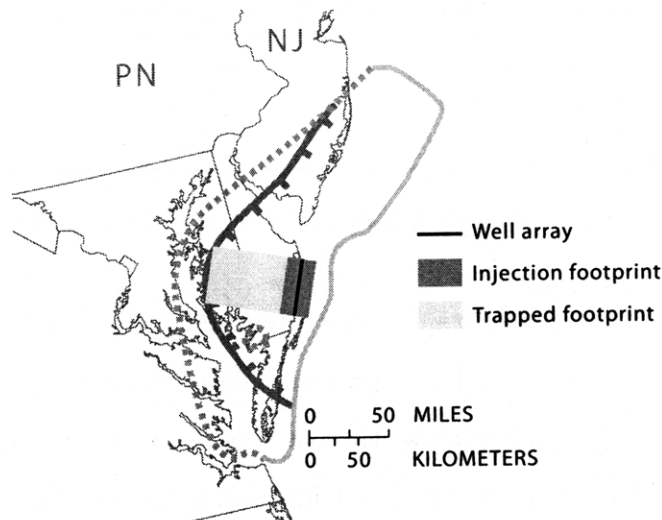 NJ
PN
Well array
Injection footprint
Trapped footprint
0 50 MILES
0 50 KILOMETERS